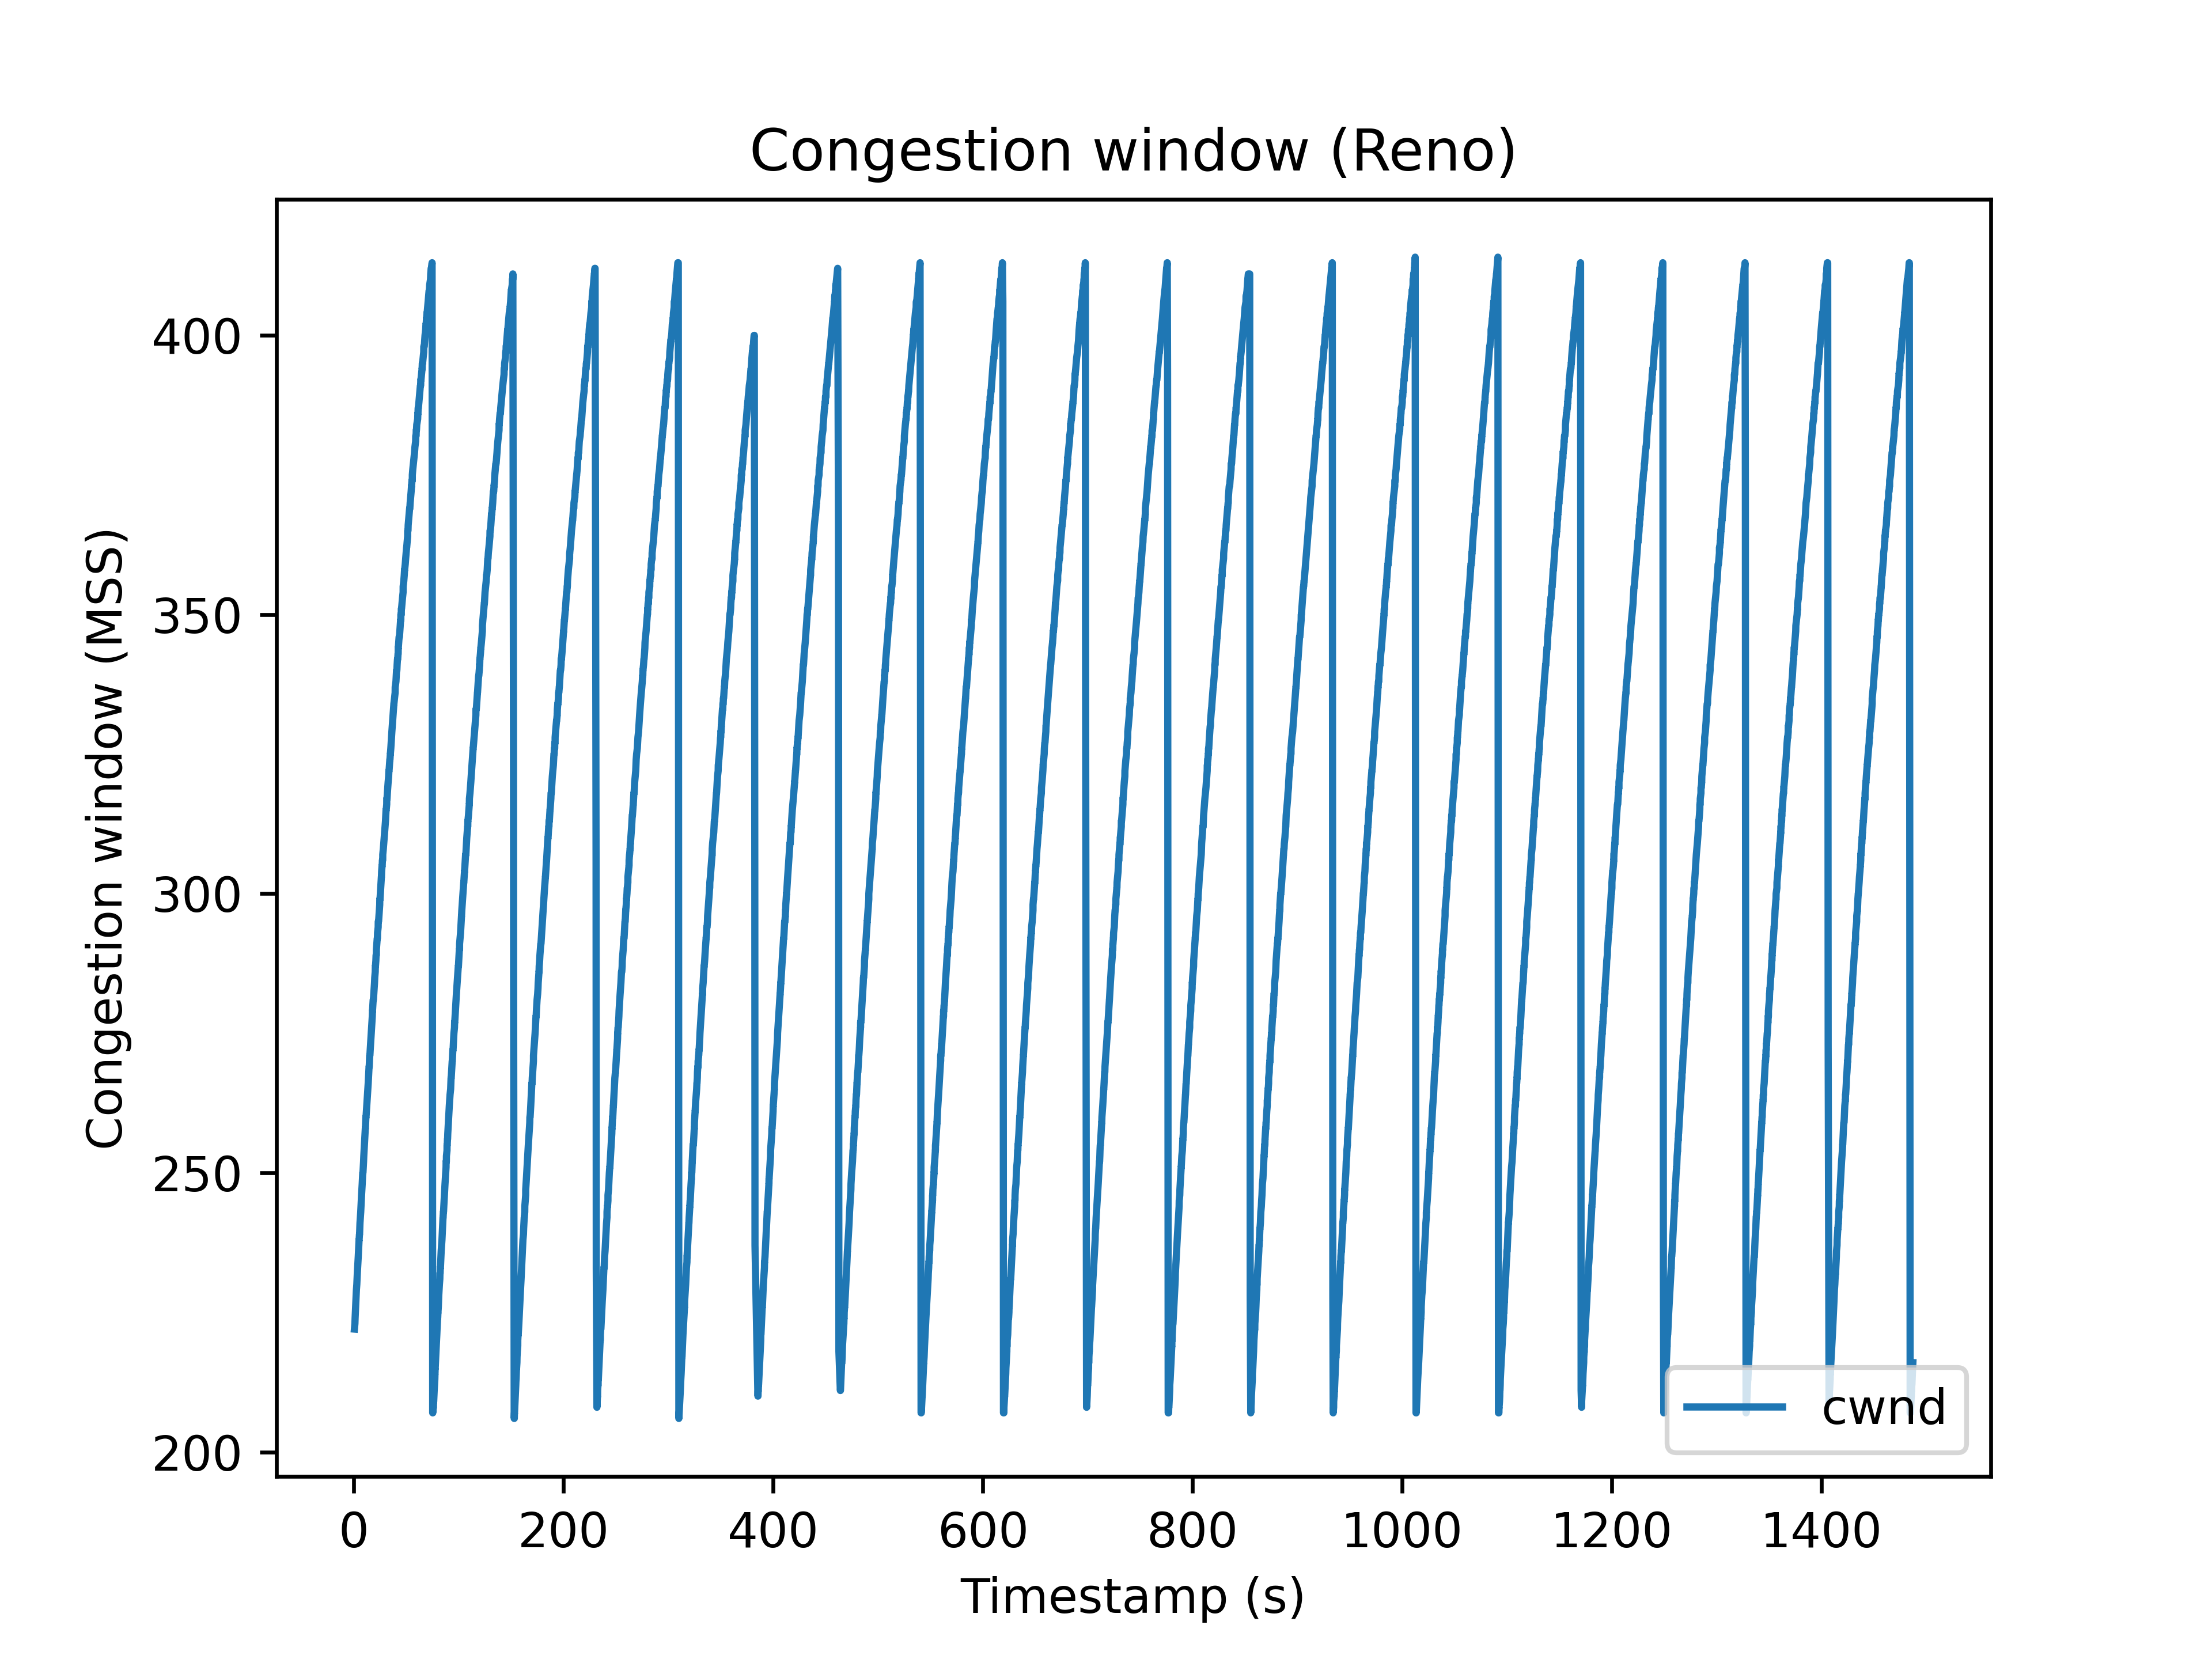 Congestion window (Reno)
Congestion window (MSS)
400
350
300
250
200
cwnd
0 200 400 600 800 1000 1200 1400
Timestamp (s)